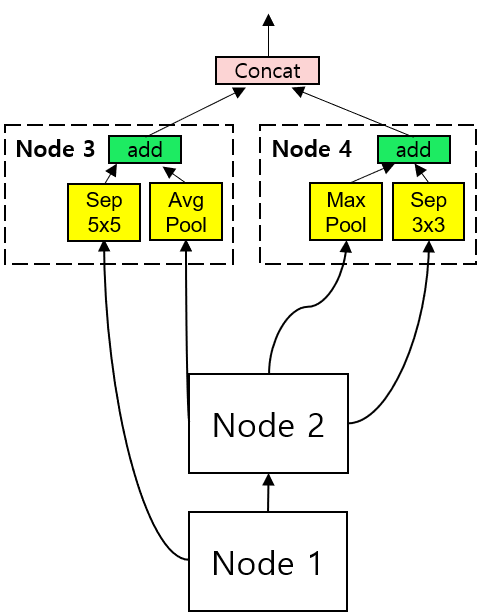 Concat
Node 3
add
Sep
5x5
Avg
Pool
Node 4
add
Max
Pool
Sep
3x3
Node 2
Node 1